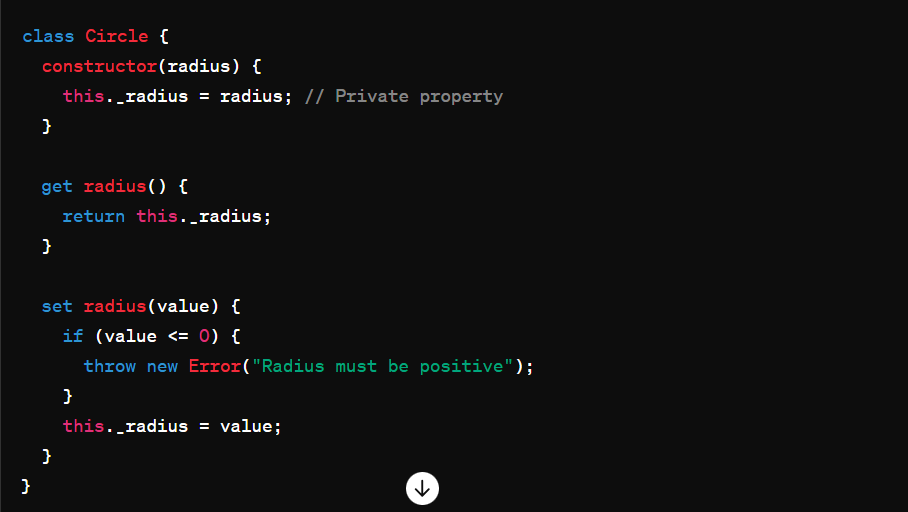 class Circle {
  constructor(radius) {
    this._radius = radius; // Private property
  }

  get radius() {
    return this._radius;
  }

  set radius(value) {
    if (value <= 0) {
      throw new Error("Radius must be positive");
    }
    this._radius = value;
  }
}